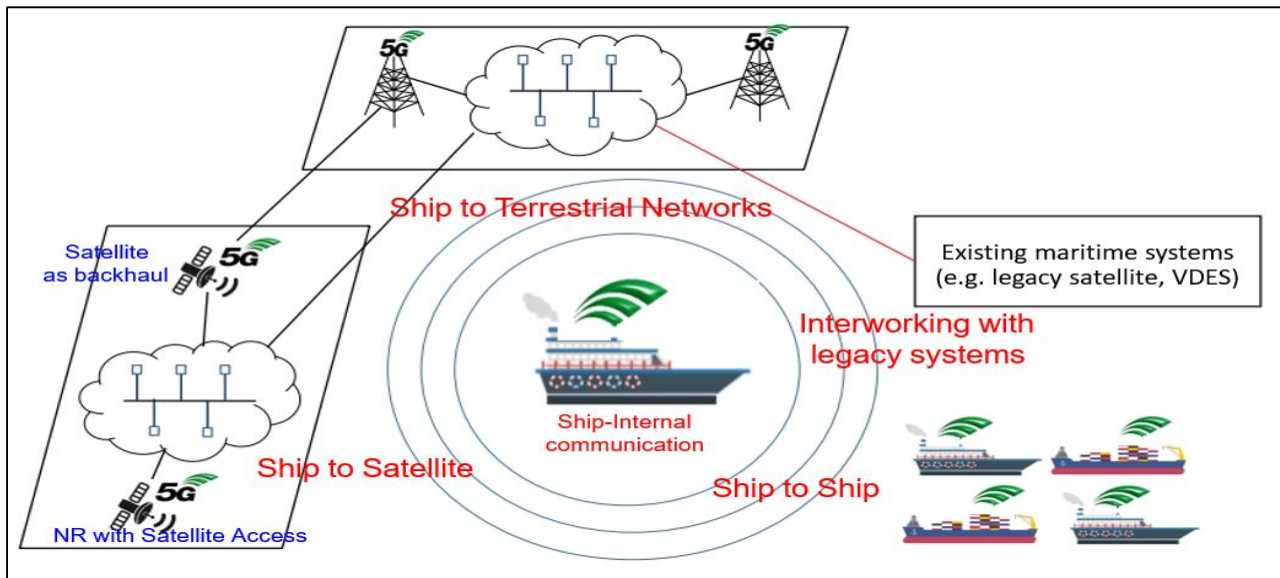 5G
5G
Ship to Terrestrial Networks
Existing maritime systems
(e.g. legacy satellite, VDES)
Satellite
as backhaul
5G
Interworking with
legacy systems
Ship-Internal
communication
Ship to Satellite
Ship to Ship
5G
NR with Satellite Access